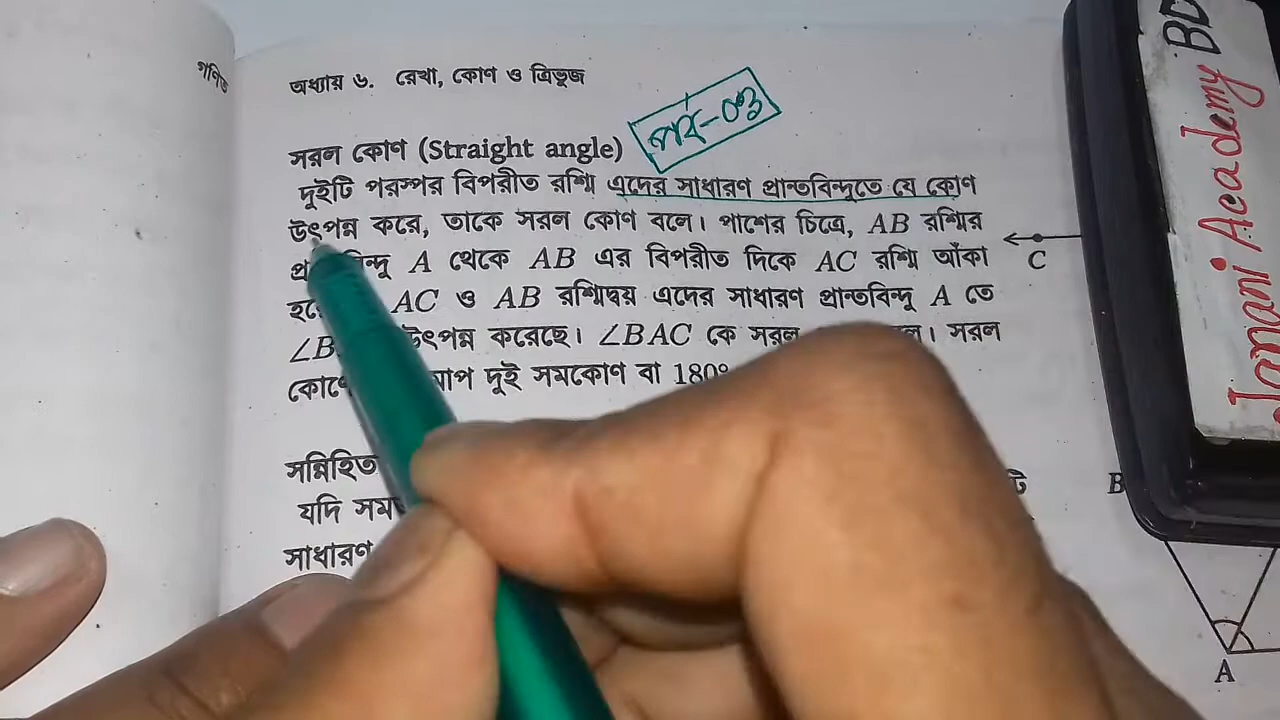 গণিত
অধ্যায় ৬. রেখা, কোণ ও ত্রিভুজ
পর্ব-০৩
সরল কোণ (Straight angle)
দুইটি পরস্পর বিপরীত রশ্মি এদের সাধারণ প্রান্তবিন্দুতে যে কোণ
উৎপন্ন করে, তাকে সরল কোণ বলে। পাশের চিত্রে, AB রশ্মির
A থেকে AB এর বিপরীত দিকে AC রশ্মি আঁকা
AC ও AB রশ্মিদ্বয় এদের সাধারণ প্রান্তবিন্দু A তে
উৎপন্ন করেছে। ∠BAC কে সরল বলে। সরল
দুই সমকোণ বা 180°
সন্নিহিত
যদি
সাধারণ
C
B
A
Jamani Academy BD